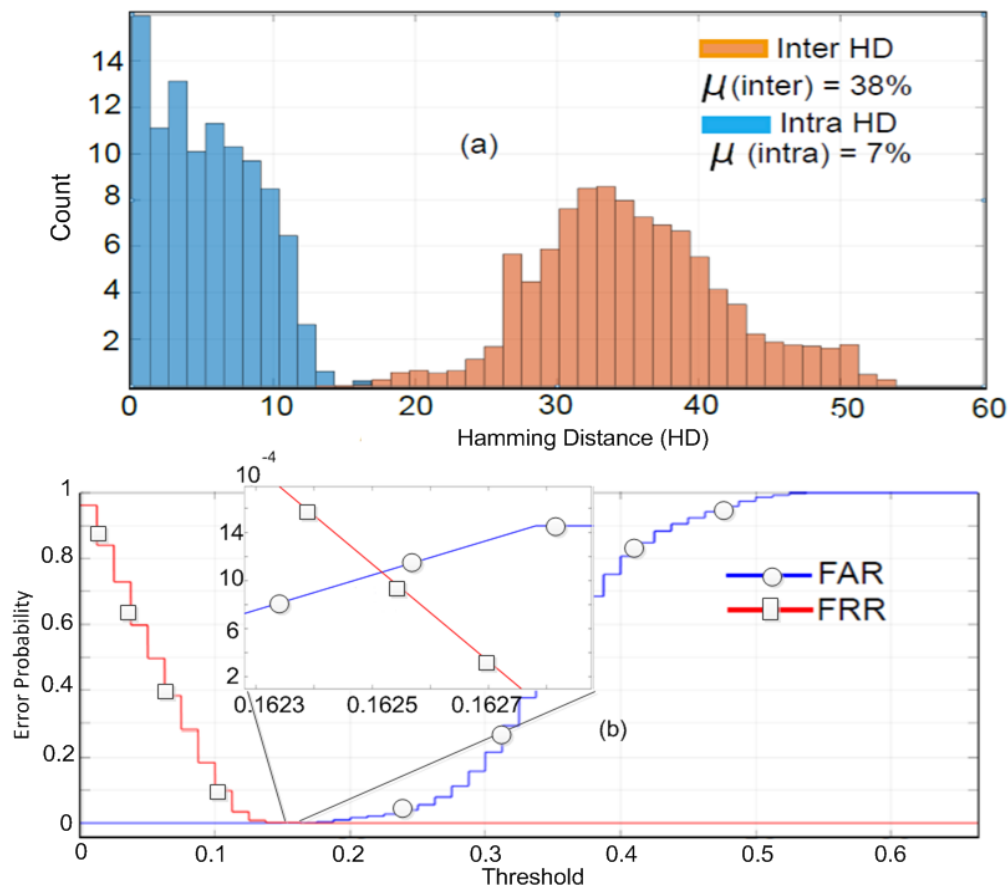 14
12
10
8
6
4
2
Count
Inter HD
μ(inter) = 38%
Intra HD
μ (intra) = 7%
(a)
0 10 20 30 40 50 60
Hamming Distance (HD)
10 -4
14
10
6
2
0.1623 0.1625 0.1627
1
0.8
0.6
0.4
0.2
0
Error Probability
FAR
FRR
(b)
0 0.1 0.2 0.3 0.4 0.5 0.6
Threshold